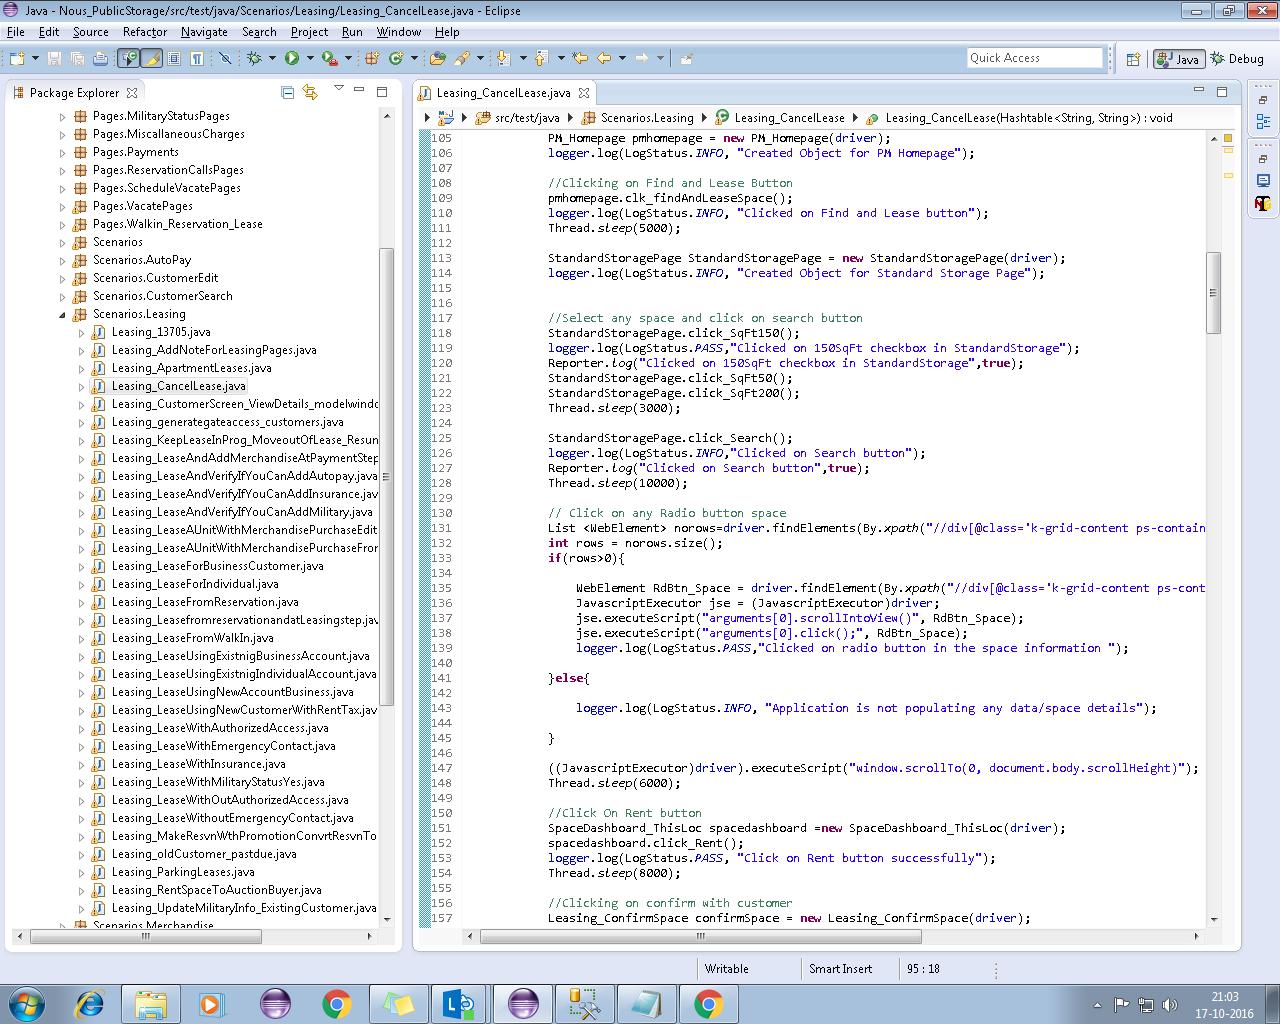 Java - Nous_PublicStorage/src/test/java/Scenarios/Leasing/Leasing_CancelLease.java - Eclipse
File Edit Source Refactor Navigate Search Project Run Window Help
Quick Access
Java
Debug
Package Explorer
Pages.MilitaryStatusPages
Pages.MiscallaneousCharges
Pages.Payments
Pages.ReservationCallsPages
Pages.ScheduleVacatePages
Pages.VacatePages
Pages.Walkin_Reservation_Lease
Scenarios
Scenarios.AutoPay
Scenarios.CustomerEdit
Scenarios.CustomerSearch
Scenarios.Leasing
Leasing_13705.java
Leasing_AddNoteForLeasingPages.java
Leasing_ApartmentLeases.java
Leasing_CancelLease.java
Leasing_CustomerScreen_ViewDetails_modelwindo
Leasing_generategateaccess_customers.java
Leasing_KeepLeaseInProg_MoveoutOfLease_Resun
Leasing_LeaseAndAddMerchandiseAtPaymentStep
Leasing_LeaseAndVerifyIfYouCanAddAutopay.java
Leasing_LeaseAndVerifyIfYouCanAddInsurance.jav
Leasing_LeaseAndVerifyIfYouCanAddMilitary.java
Leasing_LeaseAUnitWithMerchandisePurchaseEdit
Leasing_LeaseAUnitWithMerchandisePurchaseFror
Leasing_LeaseForBusinessCustomer.java
Leasing_LeaseForIndividual.java
Leasing_LeaseFromReservation.java
Leasing_LeasefromreservationandatLeasingstep.jav
Leasing_LeaseFromWalkIn.java
Leasing_LeaseUsingExistnigBusinessAccount.java
Leasing_LeaseUsingExistnigIndividualAccount.java
Leasing_LeaseUsingNewAccountBusiness.java
Leasing_LeaseUsingNewCustomerWithRentTax.jav
Leasing_LeaseWithAuthorizedAccess.java
Leasing_LeaseWithEmergencyContact.java
Leasing_LeaseWithInsurance.java
Leasing_LeaseWithMilitaryStatusYes.java
Leasing_LeaseWithOutAuthorizedAccess.java
Leasing_LeaseWithoutEmergencyContact.java
Leasing_MakeResvnWthPromotionConvrtResvnTo
Leasing_oldCustomer_pastdue.java
Leasing_ParkingLeases.java
Leasing_RentSpaceToAuctionBuyer.java
Leasing_UpdateMilitaryInfo_ExistingCustomer.java
Scenarios.Merchandise
Leasing_CancelLease.java
src/test/java Scenarios.Leasing Leasing_CancelLease Leasing_CancelLease(Hashtable<String, String>) : void
105 PM_Homepage pmhomepage = new PM_Homepage(driver);
106 logger.log(LogStatus.INFO, "Created Object for PM Homepage");
107
108 //Clicking on Find and Lease Button
109 pmhomepage.clk_findAndLeaseSpace();
110 logger.log(LogStatus.INFO, "Clicked on Find and Lease button");
111 Thread.sleep(5000);
112
113 StandardStoragePage StandardStoragePage = new StandardStoragePage(driver);
114 logger.log(LogStatus.INFO, "Created Object for Standard Storage Page");
115
116
117 //Select any space and click on search button
118 StandardStoragePage.click_SqFt150();
119 logger.log(LogStatus.PASS,"Clicked on 150SqFt checkbox in StandardStorage");
120 Reporter.log("Clicked on 150SqFt checkbox in StandardStorage",true);
121 StandardStoragePage.click_SqFt50();
122 StandardStoragePage.click_SqFt200();
123 Thread.sleep(3000);
124
125 StandardStoragePage.click_Search();
126 logger.log(LogStatus.INFO,"Clicked on Search button");
127 Reporter.log("Clicked on Search button",true);
128 Thread.sleep(10000);
129
130 // Click on any Radio button space
131 List <WebElement> norows=driver.findElements(By.xpath("//div[@class='k-grid-content ps-contain
132 int rows = norows.size();
133 if(rows>0){
134
135 WebElement RdBtn_Space = driver.findElement(By.xpath("//div[@class='k-grid-content ps-cont
136 JavascriptExecutor jse = (JavascriptExecutor)driver;
137 jse.executeScript("arguments[0].scrollIntoView()", RdBtn_Space);
138 jse.executeScript("arguments[0].click();", RdBtn_Space);
139 logger.log(LogStatus.PASS,"Clicked on radio button in the space information ");
140
141 }else{
142
143 logger.log(LogStatus.INFO, "Application is not populating any data/space details");
144
145 }
146
147 ((JavascriptExecutor)driver).executeScript("window.scrollTo(0, document.body.scrollHeight)");
148 Thread.sleep(6000);
149
150 //Click On Rent button
151 SpaceDashboard_ThisLoc spacedashboard =new SpaceDashboard_ThisLoc(driver);
152 spacedashboard.click_Rent();
153 logger.log(LogStatus.PASS, "Click on Rent button successfully");
154 Thread.sleep(8000);
155
156 //Clicking on confirm with customer
157 Leasing_ConfirmSpace confirmSpace = new Leasing_ConfirmSpace(driver);
Writable Smart Insert 95 : 18
21:03
17-10-2016